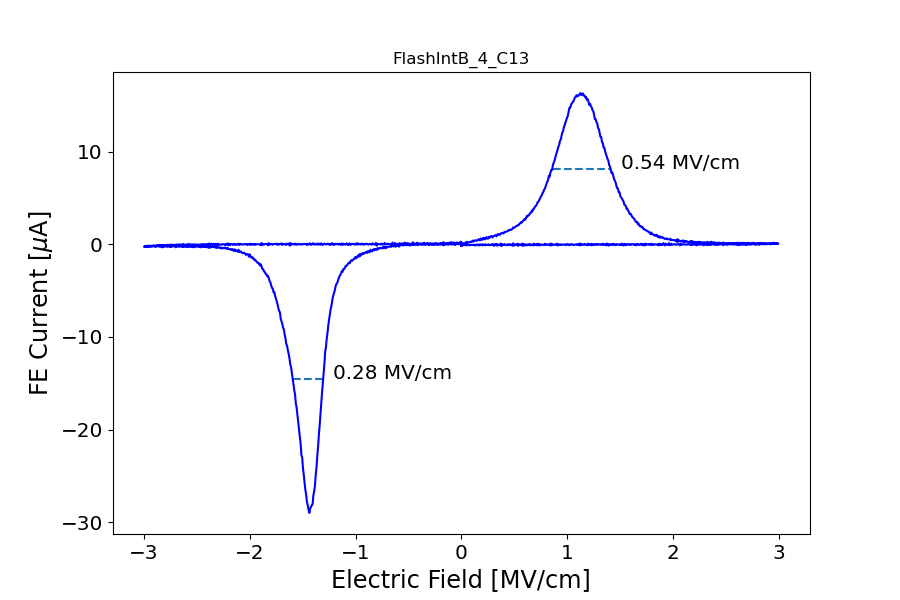 FlashIntB_4_C13
FE Current [μA]
10
0
−10
−20
−30
0.54 MV/cm
0.28 MV/cm
−3 −2 −1 0 1 2 3
Electric Field [MV/cm]